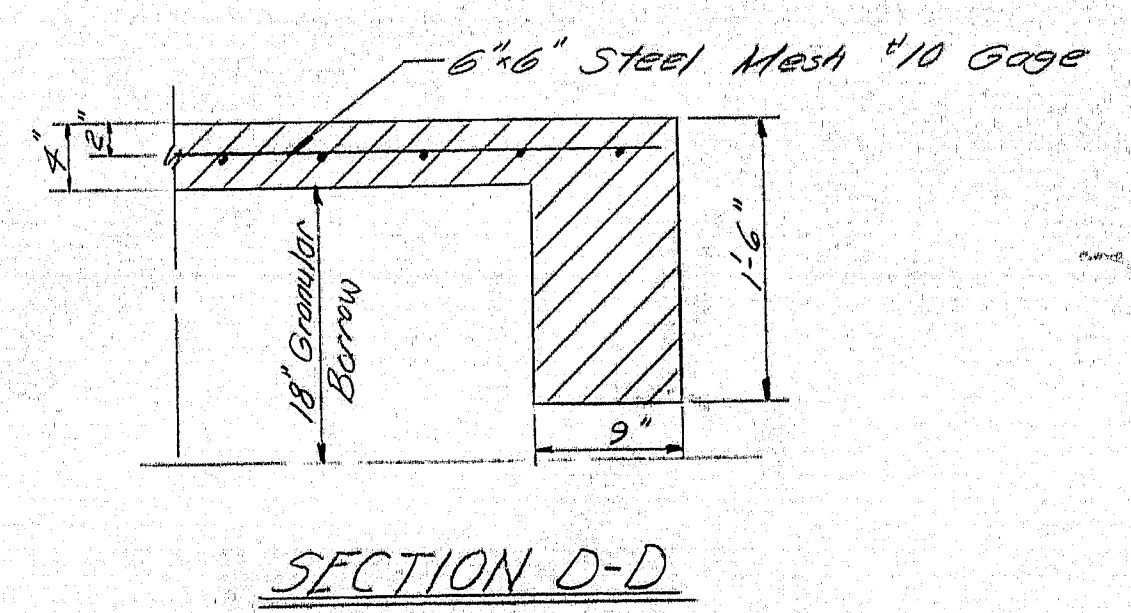 6"x6" Steel Mesh #10 Gage
4"
2"
1'-6"
18" Granular
Borrow
9"
SECTION D-D